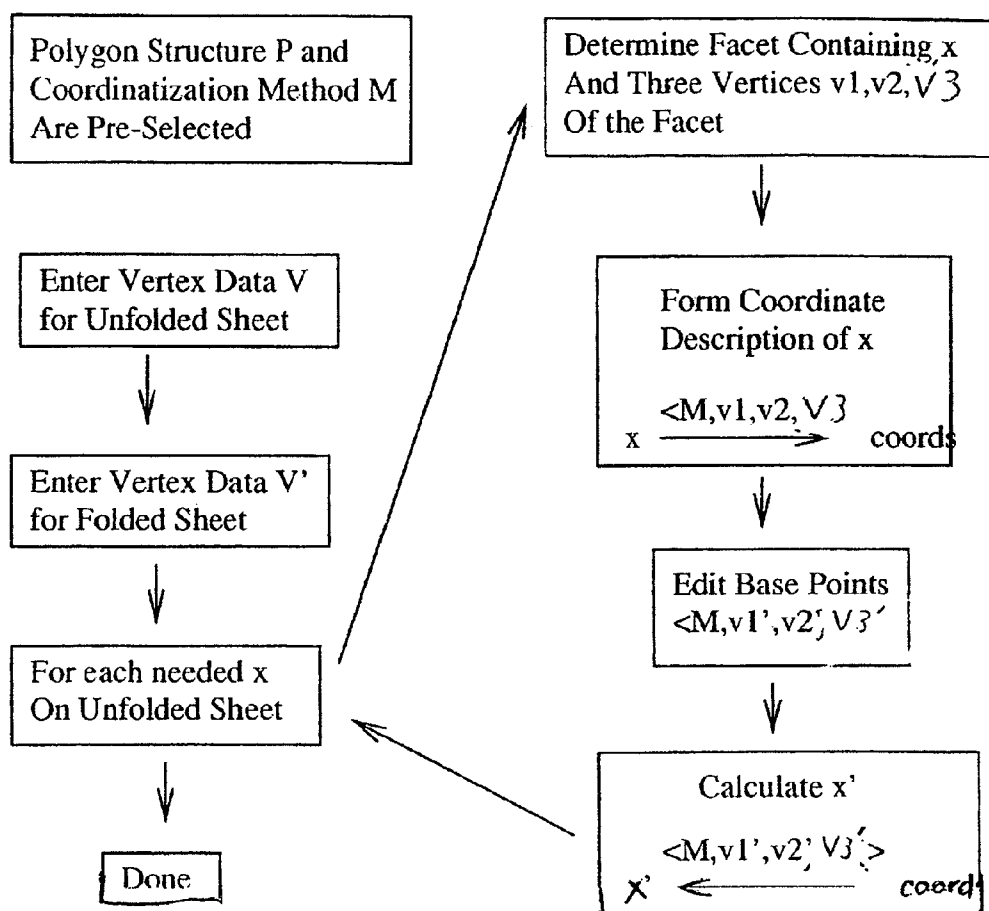 Polygon Structure P and
Coordinatization Method M
Are Pre-Selected
Enter Vertex Data V
for Unfolded Sheet
Enter Vertex Data V'
for Folded Sheet
For each needed x
On Unfolded Sheet
Done
Determine Facet Containing x
And Three Vertices v1,v2,V3
Of the Facet
Form Coordinate
Description of x
<M,v1,v2,V3
x coords
Edit Base Points
<M,v1',v2',V3'
Calculate x'
<M,v1',v2',V3'>
x' coords